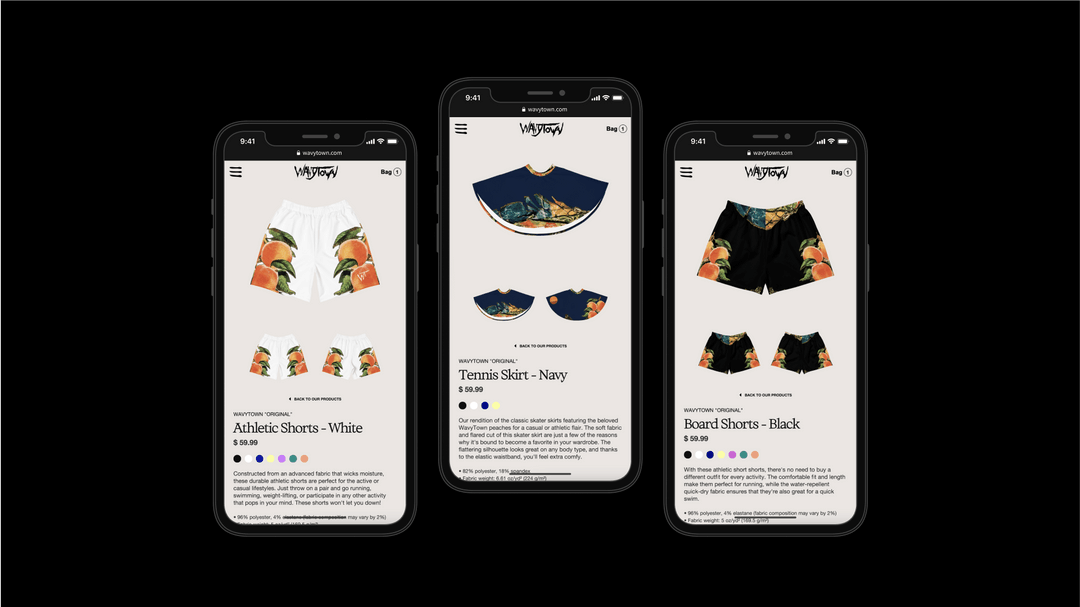 9:41
wavytown.com
WAVYTOWN
Bag 1
BACK TO OUR PRODUCTS
WAVYTOWN "ORIGINAL"
Athletic Shorts - White
$ 59.99
Constructed from an advanced fabric that wicks moisture,
these durable athletic shorts are perfect for the active or
casual lifestyles. Just throw on a pair and go running,
swimming, weight-lifting, or participate in any other activity
that pops in your mind. These shorts won't let you down!
• 96% polyester, 4% elastane (fabric composition may vary by 2%)
9:41
wavytown.com
WAVYTOWN
Bag 1
BACK TO OUR PRODUCTS
WAVYTOWN "ORIGINAL"
Tennis Skirt - Navy
$ 59.99
Our rendition of the classic skater skirts featuring the beloved
WavyTown peaches for a casual or athletic flair. The soft fabric
and flared cut of this skater skirt are just a few of the reasons
why it's bound to become a favorite in your wardrobe. The
flattering silhouette looks great on any body type, and thanks
to the elastic waistband, you'll feel extra comfy.
• 82% polyester, 18% spandex
• Fabric weight: 6.61 oz/yd² (224 g/m²)
9:41
wavytown.com
WAVYTOWN
Bag 1
BACK TO OUR PRODUCTS
WAVYTOWN "ORIGINAL"
Board Shorts - Black
$ 59.99
With these athletic short shorts, there's no need to buy a
different outfit for every activity. The comfortable fit and length
make them perfect for running, while the water-repellent
quick-dry fabric ensures that they're also great for a quick
swim.
• 96% polyester, 4% elastane (fabric composition may vary by 2%)
• Fabric weight: 5 oz/yd² (169.5 g/m²)